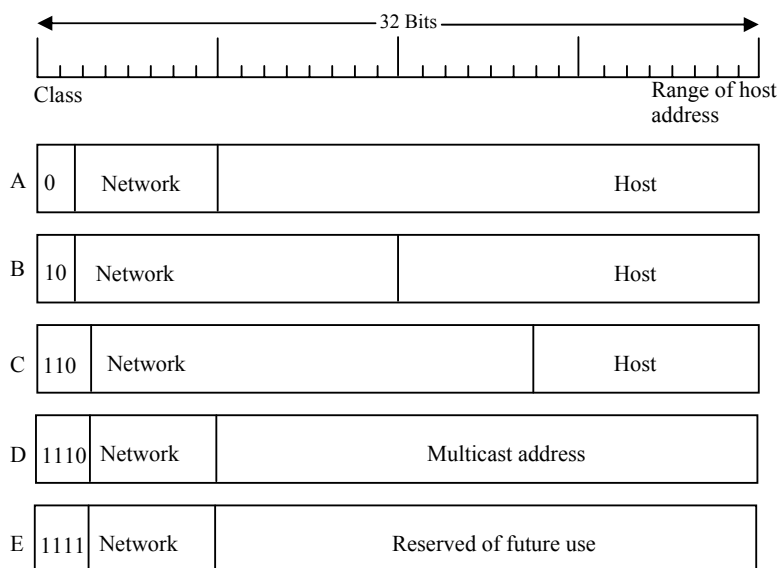 32 Bits
Class
Range of host
address
A 0 Network Host
B 10 Network Host
C 110 Network Host
D 1110 Network Multicast address
E 1111 Network Reserved of future use